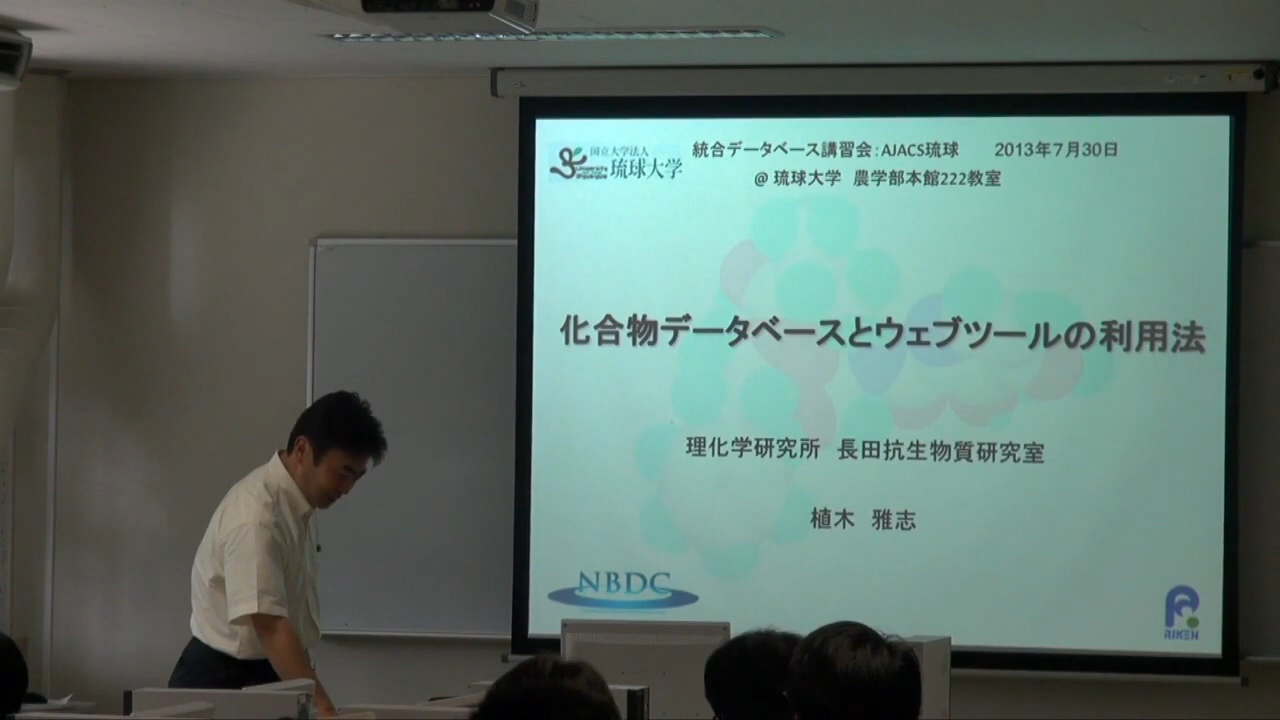 国立大学法人
琉球大学
統合データベース講習会:AJACS琉球 2013年7月30日
@ 琉球大学 農学部本館222教室
化合物データベースとウェブツールの利用法
理化学研究所 長田抗生物質研究室
植木 雅志
NBDC
RIKEN